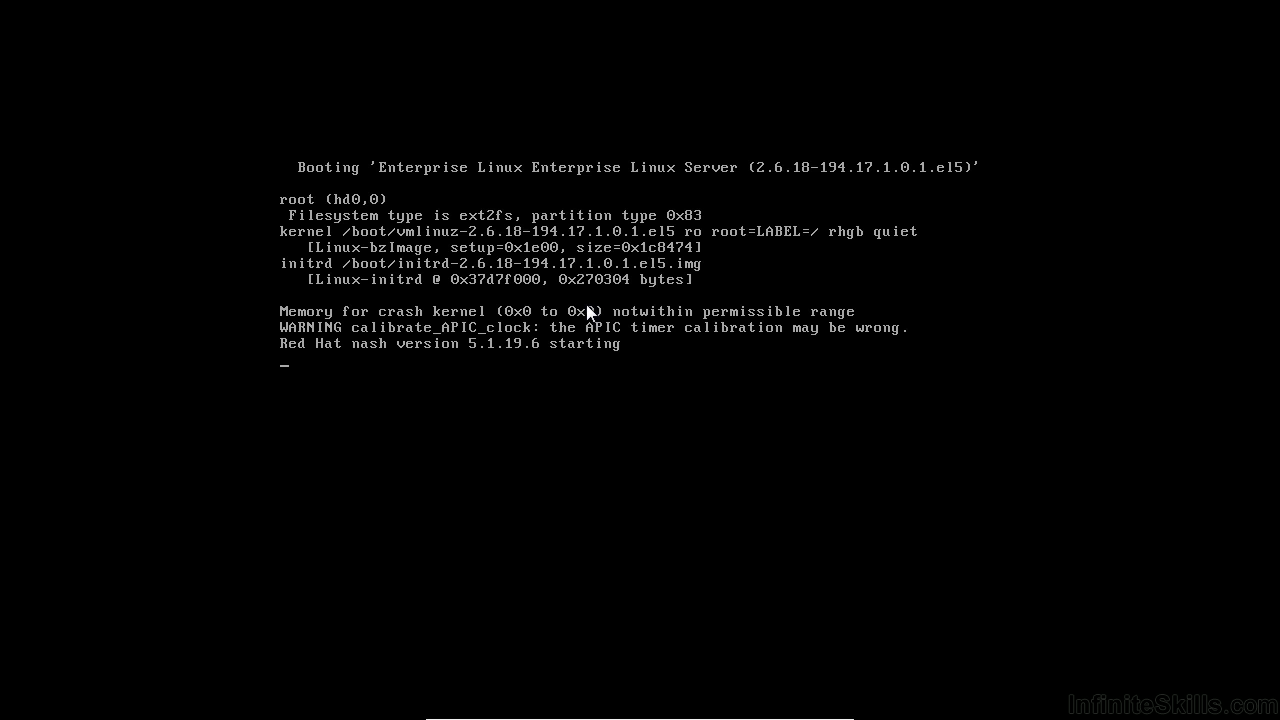 Booting 'Enterprise Linux Enterprise Linux Server (2.6.18-194.17.1.0.1.el5)'
root (hd0,0)
Filesystem type is ext2fs, partition type 0x83
kernel /boot/vmlinuz-2.6.18-194.17.1.0.1.el5 ro root=LABEL=/ rhgb quiet
[Linux-bzImage, setup=0x1e00, size=0x1c8474]
initrd /boot/initrd-2.6.18-194.17.1.0.1.el5.img
[Linux-initrd @ 0x37d7f000, 0x270304 bytes]
Memory for crash kernel (0x0 to 0x0) notwithin permissible range
WARNING calibrate_APIC_clock: the APIC timer calibration may be wrong.
Red Hat nash version 5.1.19.6 starting
InfiniteSkills.com